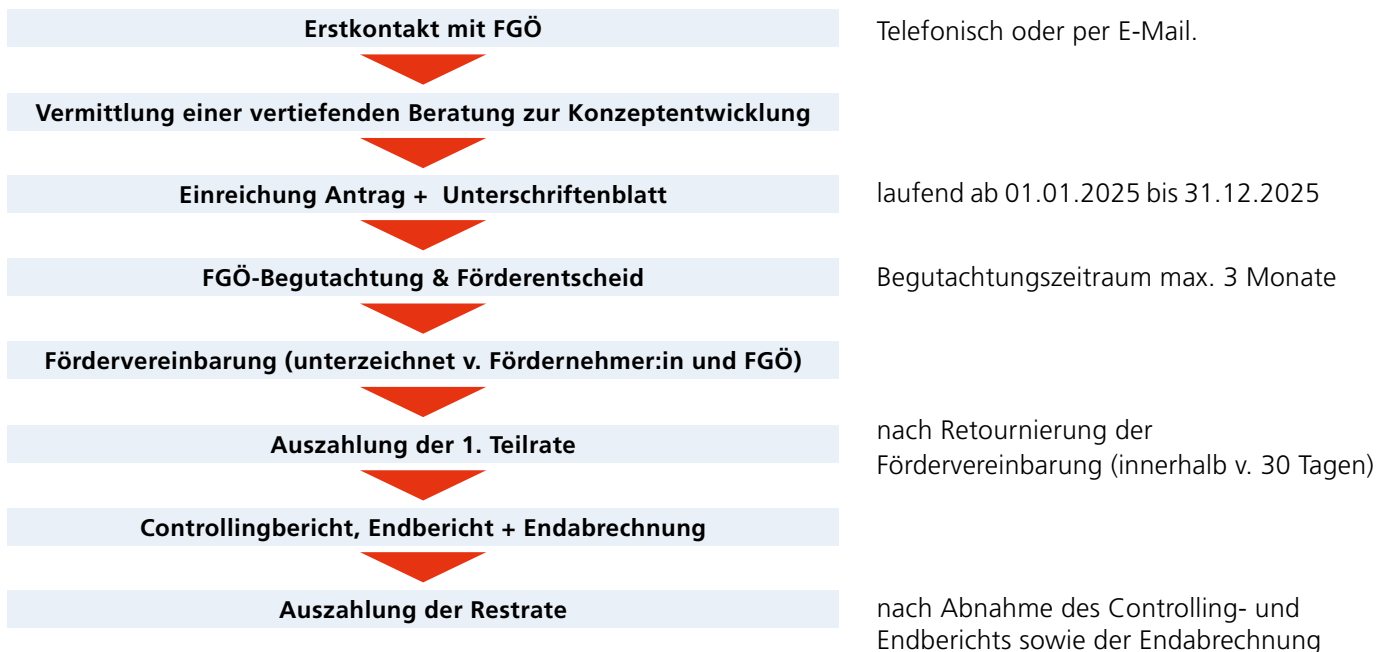 Erstkontakt mit FGÖ
Telefonisch oder per E-Mail.
Vermittlung einer vertiefenden Beratung zur Konzeptentwicklung
Einreichung Antrag + Unterschriftenblatt
laufend ab 01.01.2025 bis 31.12.2025
FGÖ-Begutachtung & Förderentscheid
Begutachtungszeitraum max. 3 Monate
Fördervereinbarung (unterzeichnet v. Fördernehmer:in und FGÖ)
Auszahlung der 1. Teilrate
nach Retournierung der
Fördervereinbarung (innerhalb v. 30 Tagen)
Controllingbericht, Endbericht + Endabrechnung
Auszahlung der Restrate
nach Abnahme des Controlling- und
Endberichts sowie der Endabrechnung